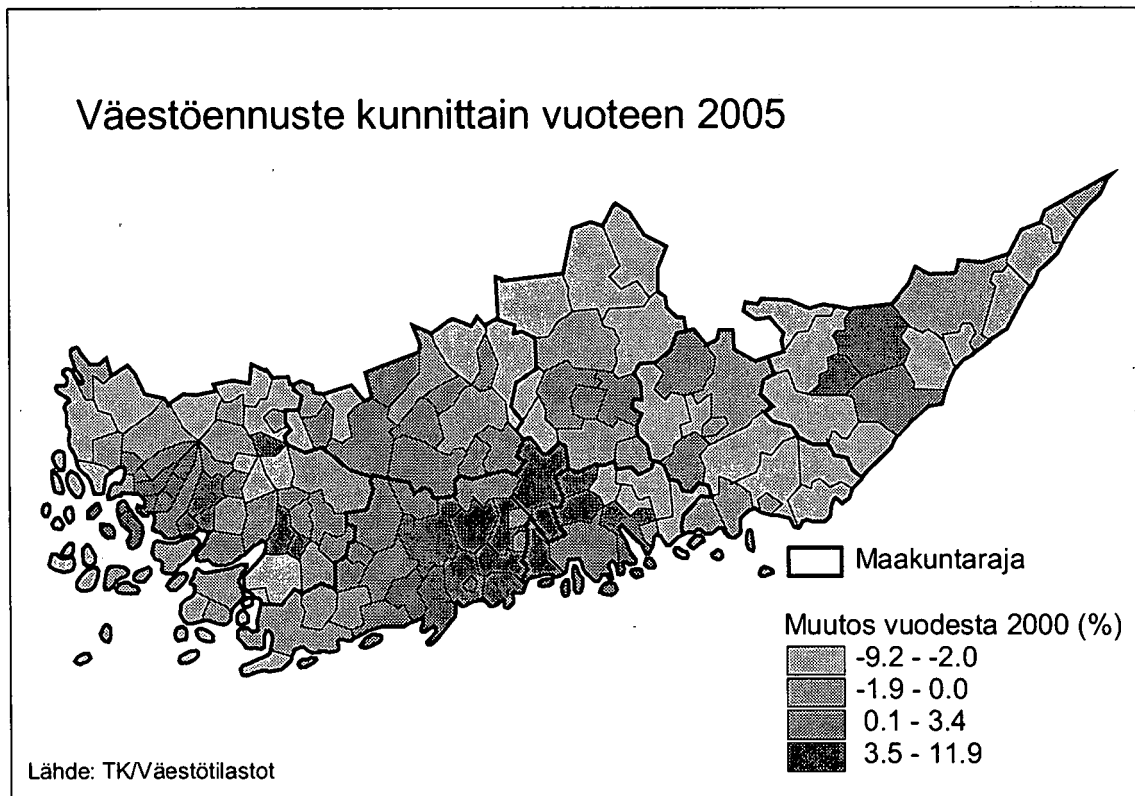 Väestöennuste kunnittain vuoteen 2005
Maakuntaraja
Muutos vuodesta 2000 (%)
-9.2 - -2.0
-1.9 - 0.0
0.1 - 3.4
3.5 - 11.9
Lähde: TK/Väestötilastot